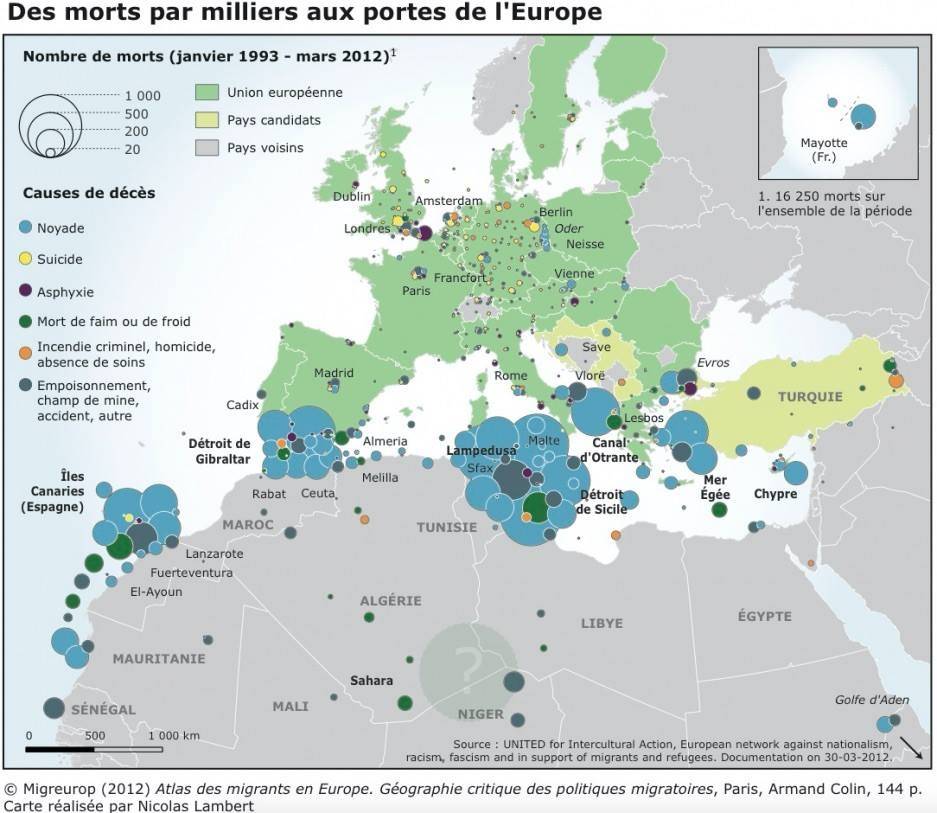 Des morts par milliers aux portes de l'Europe
Nombre de morts (janvier 1993 - mars 2012)¹
1 000
500
200
20
Union européenne
Pays candidats
Pays voisins
Causes de décès
Noyade
Suicide
Asphyxie
Mort de faim ou de froid
Incendie criminel, homicide,
absence de soins
Empoisonnement,
champ de mine,
accident, autre
Mayotte
(Fr.)
1. 16 250 morts sur
l'ensemble de la période
Dublin
Amsterdam
Londres
Berlin
Oder
Neisse
Francfort
Paris
Vienne
Save
Evros
Madrid
Rome
Vlorë
TURQUIE
Cadix
Lesbos
Détroit de
Gibraltar
Almeria
Lampedusa
Malte
Canal
d'Otrante
Sfax
Melilla
Îles
Canaries
(Espagne)
Rabat
Ceuta
Détroit
de Sicile
Mer
Égée
Chypre
MAROC
TUNISIE
Lanzarote
Fuerteventura
El-Ayoun
ALGÉRIE
LIBYE
ÉGYPTE
MAURITANIE
?
Sahara
Golfe d'Aden
SÉNÉGAL
MALI
NIGER
0 500 1 000 km
Source : UNITED for Intercultural Action, European network against nationalism,
racism, fascism and in support of migrants and refugees. Documentation on 30-03-2012.
© Migreurop (2012) Atlas des migrants en Europe. Géographie critique des politiques migratoires, Paris, Armand Colin, 144 p.
Carte réalisée par Nicolas Lambert